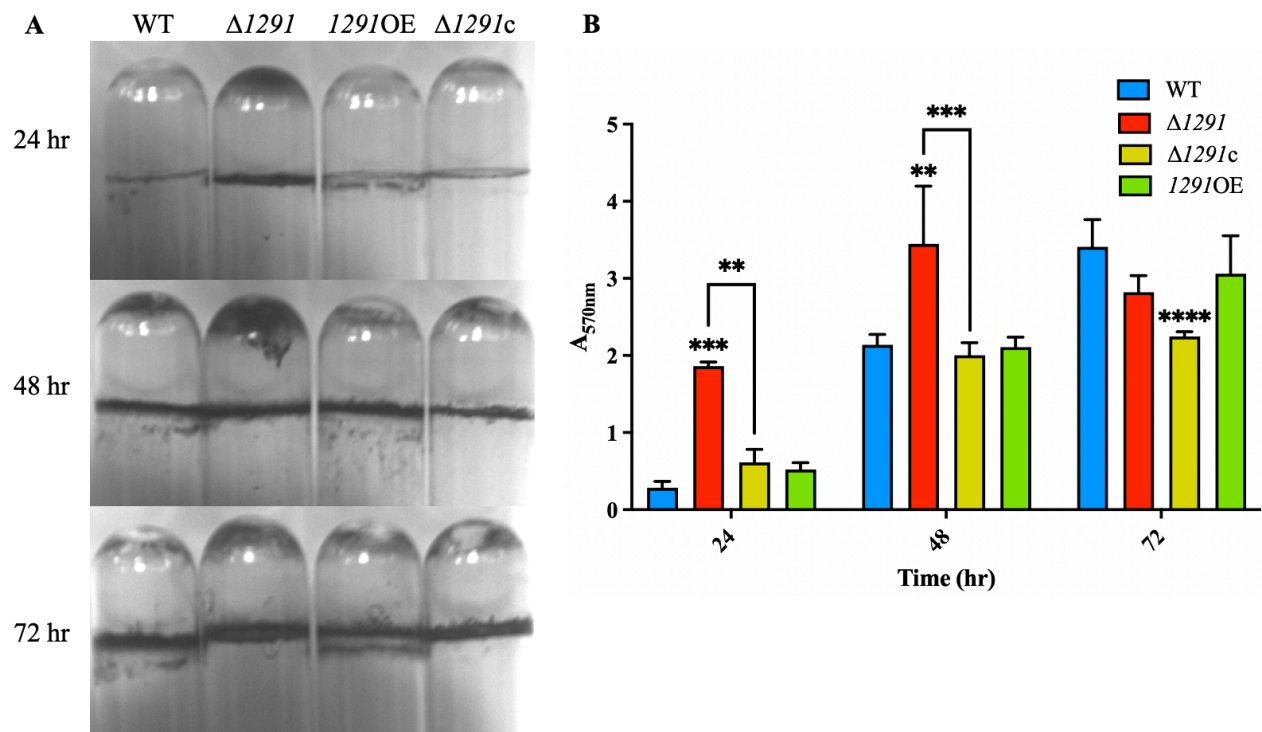 A
WT Δ1291 1291OE Δ1291c
24 hr
48 hr
72 hr
B
WT
Δ1291
Δ1291c
1291OE
A570nm
5
4
3
2
1
0
***
**
**
***
****
24 48 72
Time (hr)